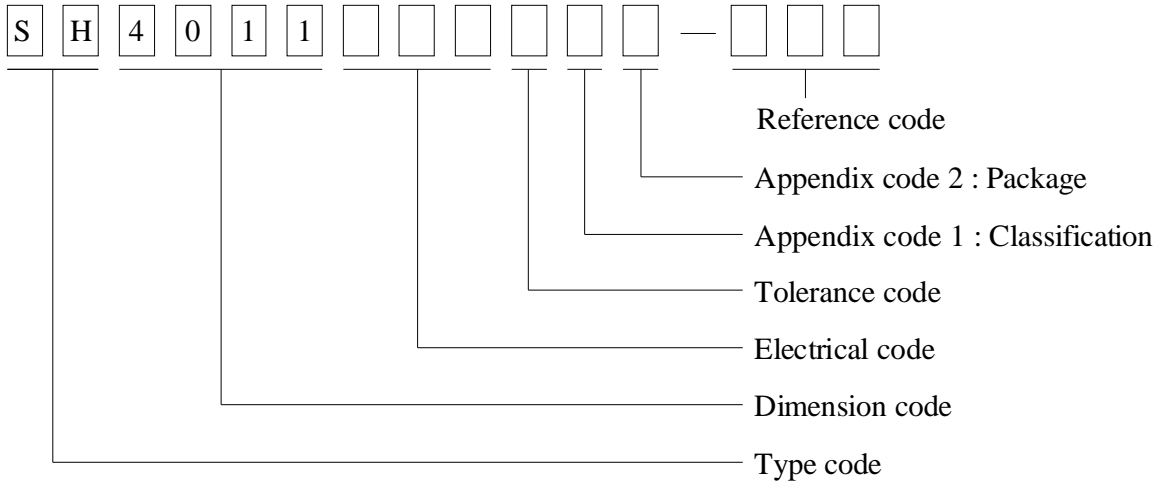 S H 4 0 1 1 —
Reference code
Appendix code 2 : Package
Appendix code 1 : Classification
Tolerance code
Electrical code
Dimension code
Type code